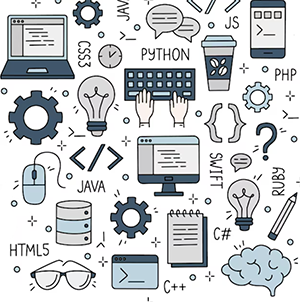 JAVA
</>
JS
CSS3
PYTHON
PHP
>_
{}
?
</>
JAVA
SWIFT
RUBY
HTML5
C#
>_
C++